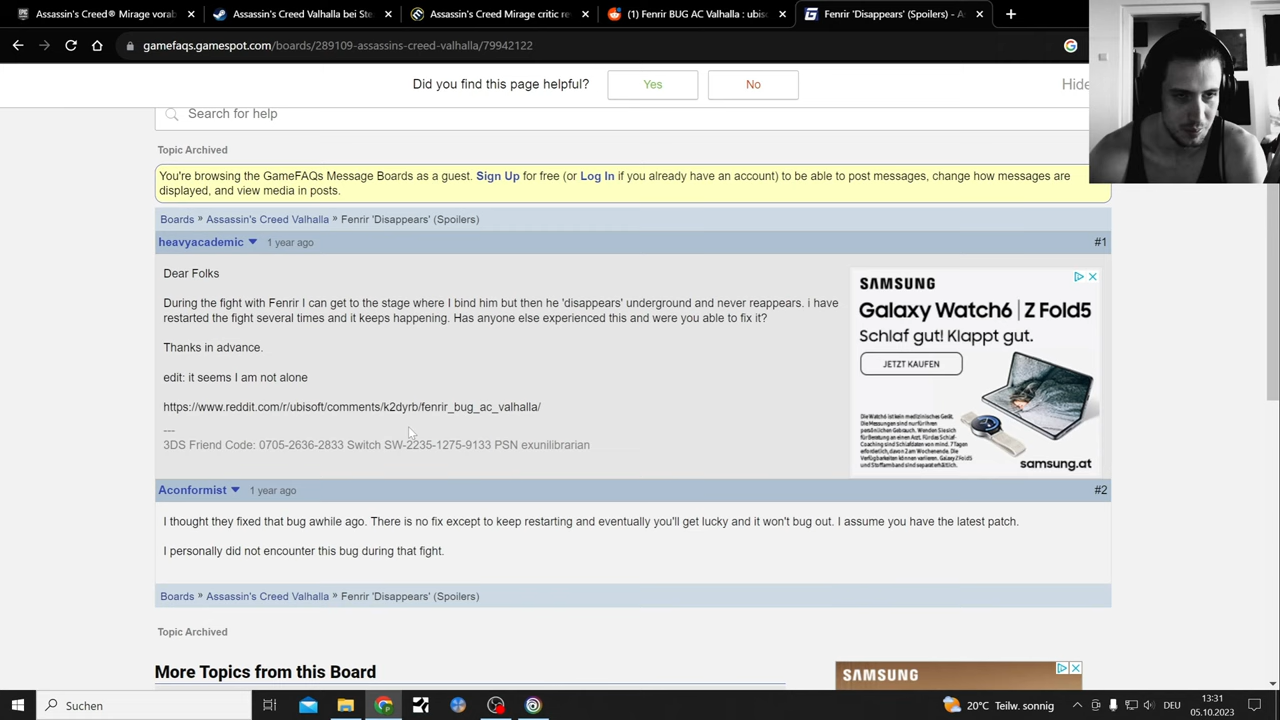 Assassin's Creed® Mirage vorab
Assassin's Creed Valhalla bei Ste
Assassin's Creed Mirage critic re
(1) Fenrir BUG AC Valhalla : ubis
Fenrir 'Disappears' (Spoilers) - A
gamefaqs.gamespot.com/boards/289109-assassins-creed-valhalla/79942122
Did you find this page helpful?
Yes
No
Hide
Search for help
Topic Archived
You're browsing the GameFAQs Message Boards as a guest. Sign Up for free (or Log In if you already have an account) to be able to post messages, change how messages are
displayed, and view media in posts.
Boards » Assassin's Creed Valhalla » Fenrir 'Disappears' (Spoilers)
heavyacademic 1 year ago #1
Dear Folks
During the fight with Fenrir I can get to the stage where I bind him but then he 'disappears' underground and never reappears. i have
restarted the fight several times and it keeps happening. Has anyone else experienced this and were you able to fix it?
Thanks in advance.
edit: it seems I am not alone
https://www.reddit.com/r/ubisoft/comments/k2dyrb/fenrir_bug_ac_valhalla/
---
3DS Friend Code: 0705-2636-2833 Switch SW-2235-1275-9133 PSN exunilibrarian
SAMSUNG
Galaxy Watch6 | Z Fold5
Schlaf gut! Klappt gut.
JETZT KAUFEN
samsung.at
Aconformist 1 year ago #2
I thought they fixed that bug awhile ago. There is no fix except to keep restarting and eventually you'll get lucky and it won't bug out. I assume you have the latest patch.
I personally did not encounter this bug during that fight.
Boards » Assassin's Creed Valhalla » Fenrir 'Disappears' (Spoilers)
Topic Archived
More Topics from this Board
SAMSUNG
Suchen
20°C Teilw. sonnig
DEU
13:31
05.10.2023